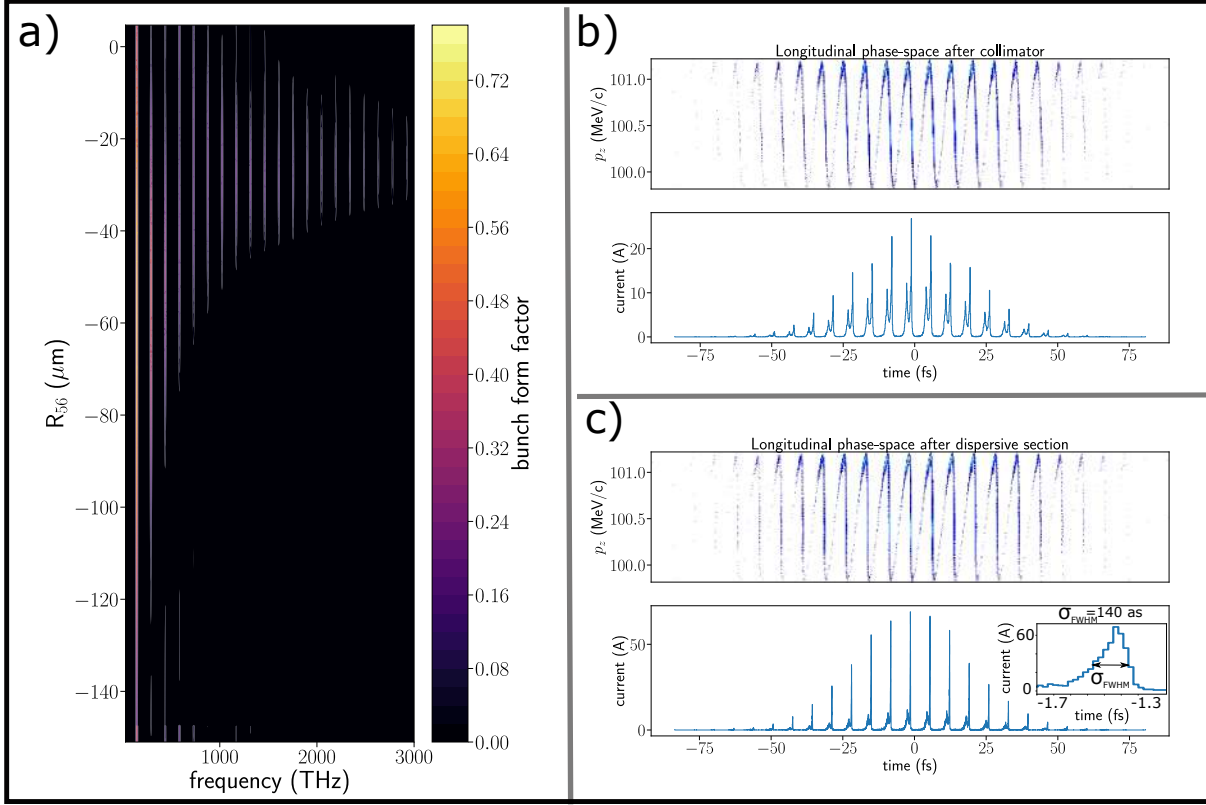 a)
0
−20
−40
−60
−80
−100
−120
−140
R56 (μm)
1000 2000 3000
frequency (THz)
0.72
0.64
0.56
0.48
0.40
0.32
0.24
0.16
0.08
0.00
bunch form factor
b)
Longitudinal phase-space after collimator
101.0
100.5
100.0
pz (MeV/c)
20
10
0
current (A)
−75 −50 −25 0 25 50 75
time (fs)
c)
Longitudinal phase-space after dispersive section
101.0
100.5
100.0
pz (MeV/c)
50
0
current (A)
−75 −50 −25 0 25 50 75
time (fs)
σFWHM=140 as
60
0
current (A)
σFWHM
-1.7 -1.3
time (fs)